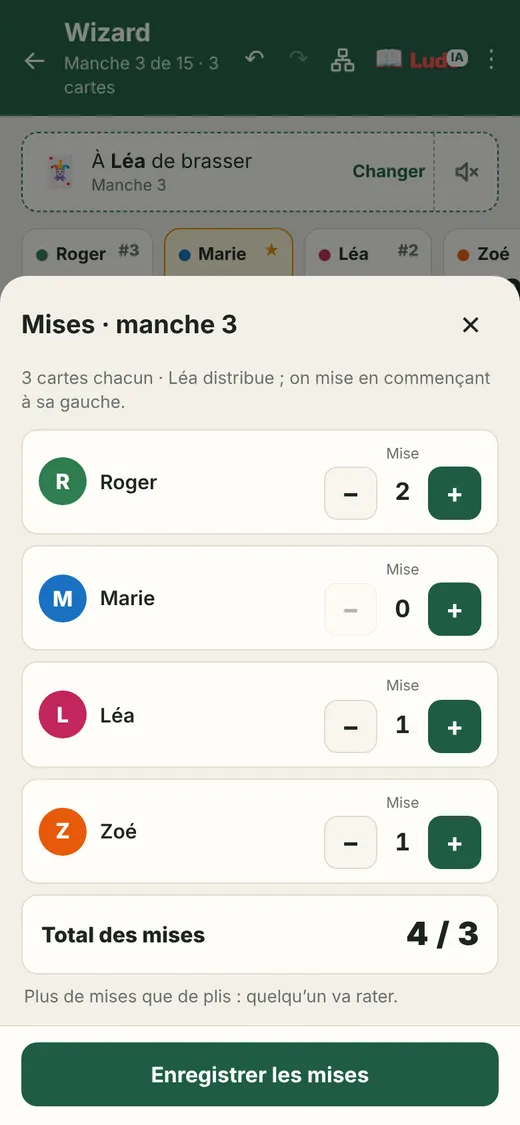 Wizard
Manche 3 de 15 · 3
cartes
IA
À Léa de brasser
Manche 3
Changer
Roger #3
Marie ★
Léa #2
Zoé
Mises · manche 3
3 cartes chacun · Léa distribue ; on mise en commençant
à sa gauche.
Mise
R Roger − 2 +
Mise
M Marie − 0 +
Mise
L Léa − 1 +
Mise
Z Zoé − 1 +
Total des mises 4 / 3
Plus de mises que de plis : quelqu’un va rater.
Enregistrer les mises